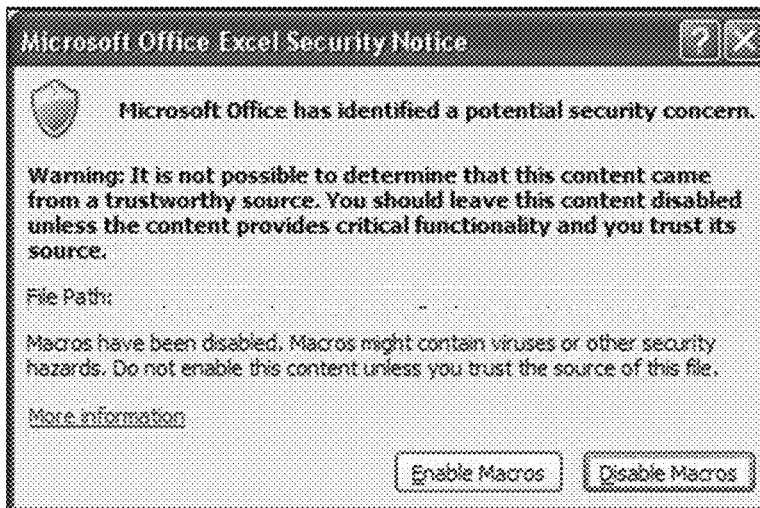 Microsoft Office Excel Security Notice
?
X
Microsoft Office has identified a potential security concern.
Warning: It is not possible to determine that this content came
from a trustworthy source. You should leave this content disabled
unless the content provides critical functionality and you trust its
source.
File Path:
Macros have been disabled. Macros might contain viruses or other security
hazards. Do not enable this content unless you trust the source of this file.
More information
Enable Macros
Disable Macros